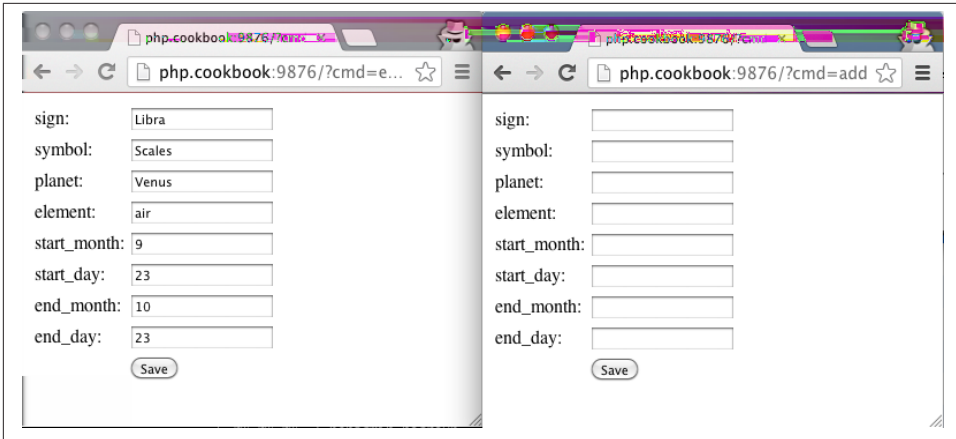 php.cookbook:9876/?cmd=e...
sign: Libra
symbol: Scales
planet: Venus
element: air
start_month: 9
start_day: 23
end_month: 10
end_day: 23
Save
php.cookbook:9876/?cmd=add
sign:
symbol:
planet:
element:
start_month:
start_day:
end_month:
end_day:
Save